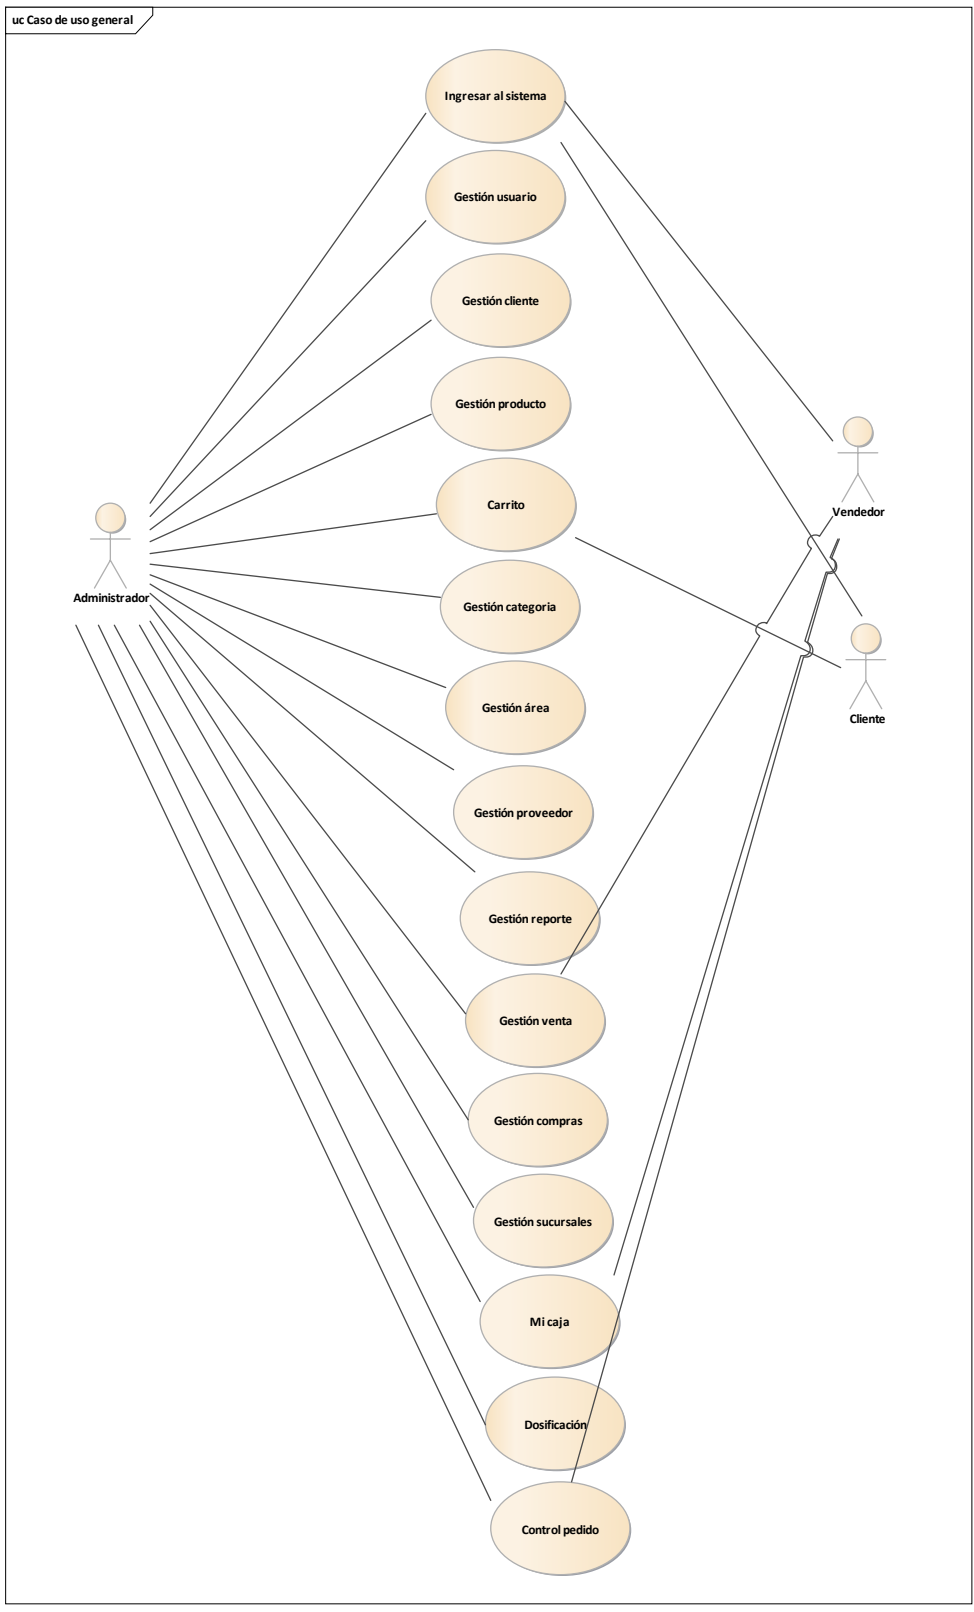 uc Caso de uso general
Ingresar al sistema
Gestión usuario
Gestión cliente
Gestión producto
Carrito
Vendedor
Administrador
Gestión categoria
Gestión área
Cliente
Gestión proveedor
Gestión reporte
Gestión venta
Gestión compras
Gestión sucursales
Mi caja
Dosificación
Control pedido